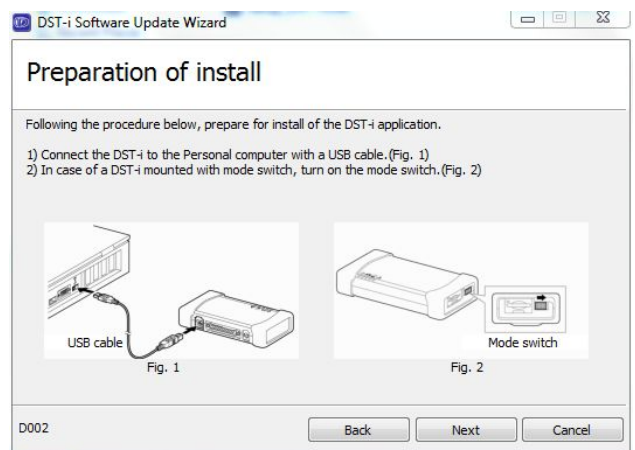 DST-i Software Update Wizard
Preparation of install
Following the procedure below, prepare for install of the DST-i application.
1) Connect the DST-i to the Personal computer with a USB cable.(Fig. 1)
2) In case of a DST-i mounted with mode switch, turn on the mode switch.(Fig. 2)
USB cable
Fig. 1
Mode switch
Fig. 2
D002
Back
Next
Cancel